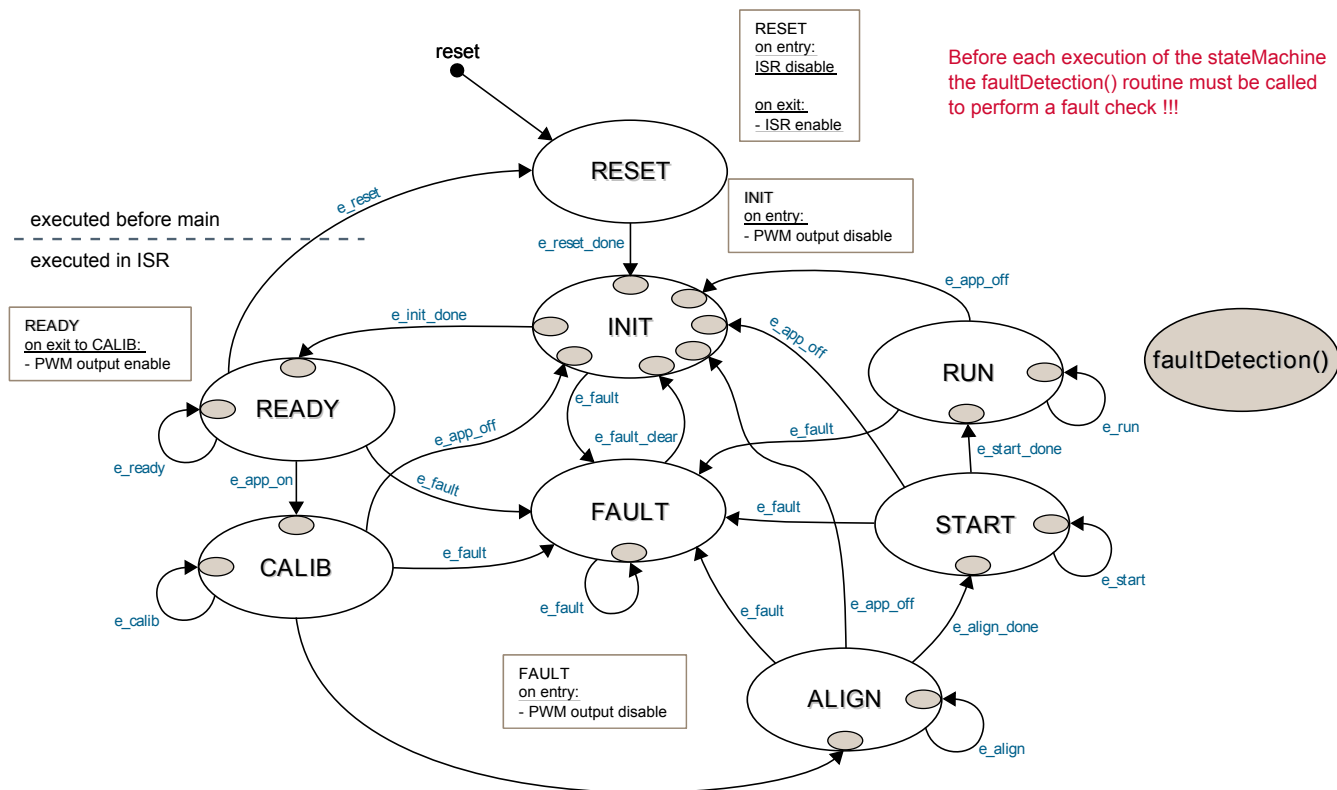 reset
RESET
on entry:
ISR disable
on exit:
- ISR enable
Before each execution of the stateMachine
the faultDetection() routine must be called
to perform a fault check !!!
RESET
e_reset
executed before main
executed in ISR
INIT
on entry:
- PWM output disable
e_reset_done
e_app_off
READY
on exit to CALIB:
- PWM output enable
e_init_done
INIT
e_app_off
RUN
faultDetection()
READY
e_fault
e_run
e_app_off
e_fault_clear
e_fault
e_start_done
e_ready
e_app_on
e_fault
FAULT
e_fault
START
CALIB
e_fault
e_start
e_calib
e_fault
e_fault
e_app_off
e_align_done
FAULT
on entry:
- PWM output disable
ALIGN
e_align